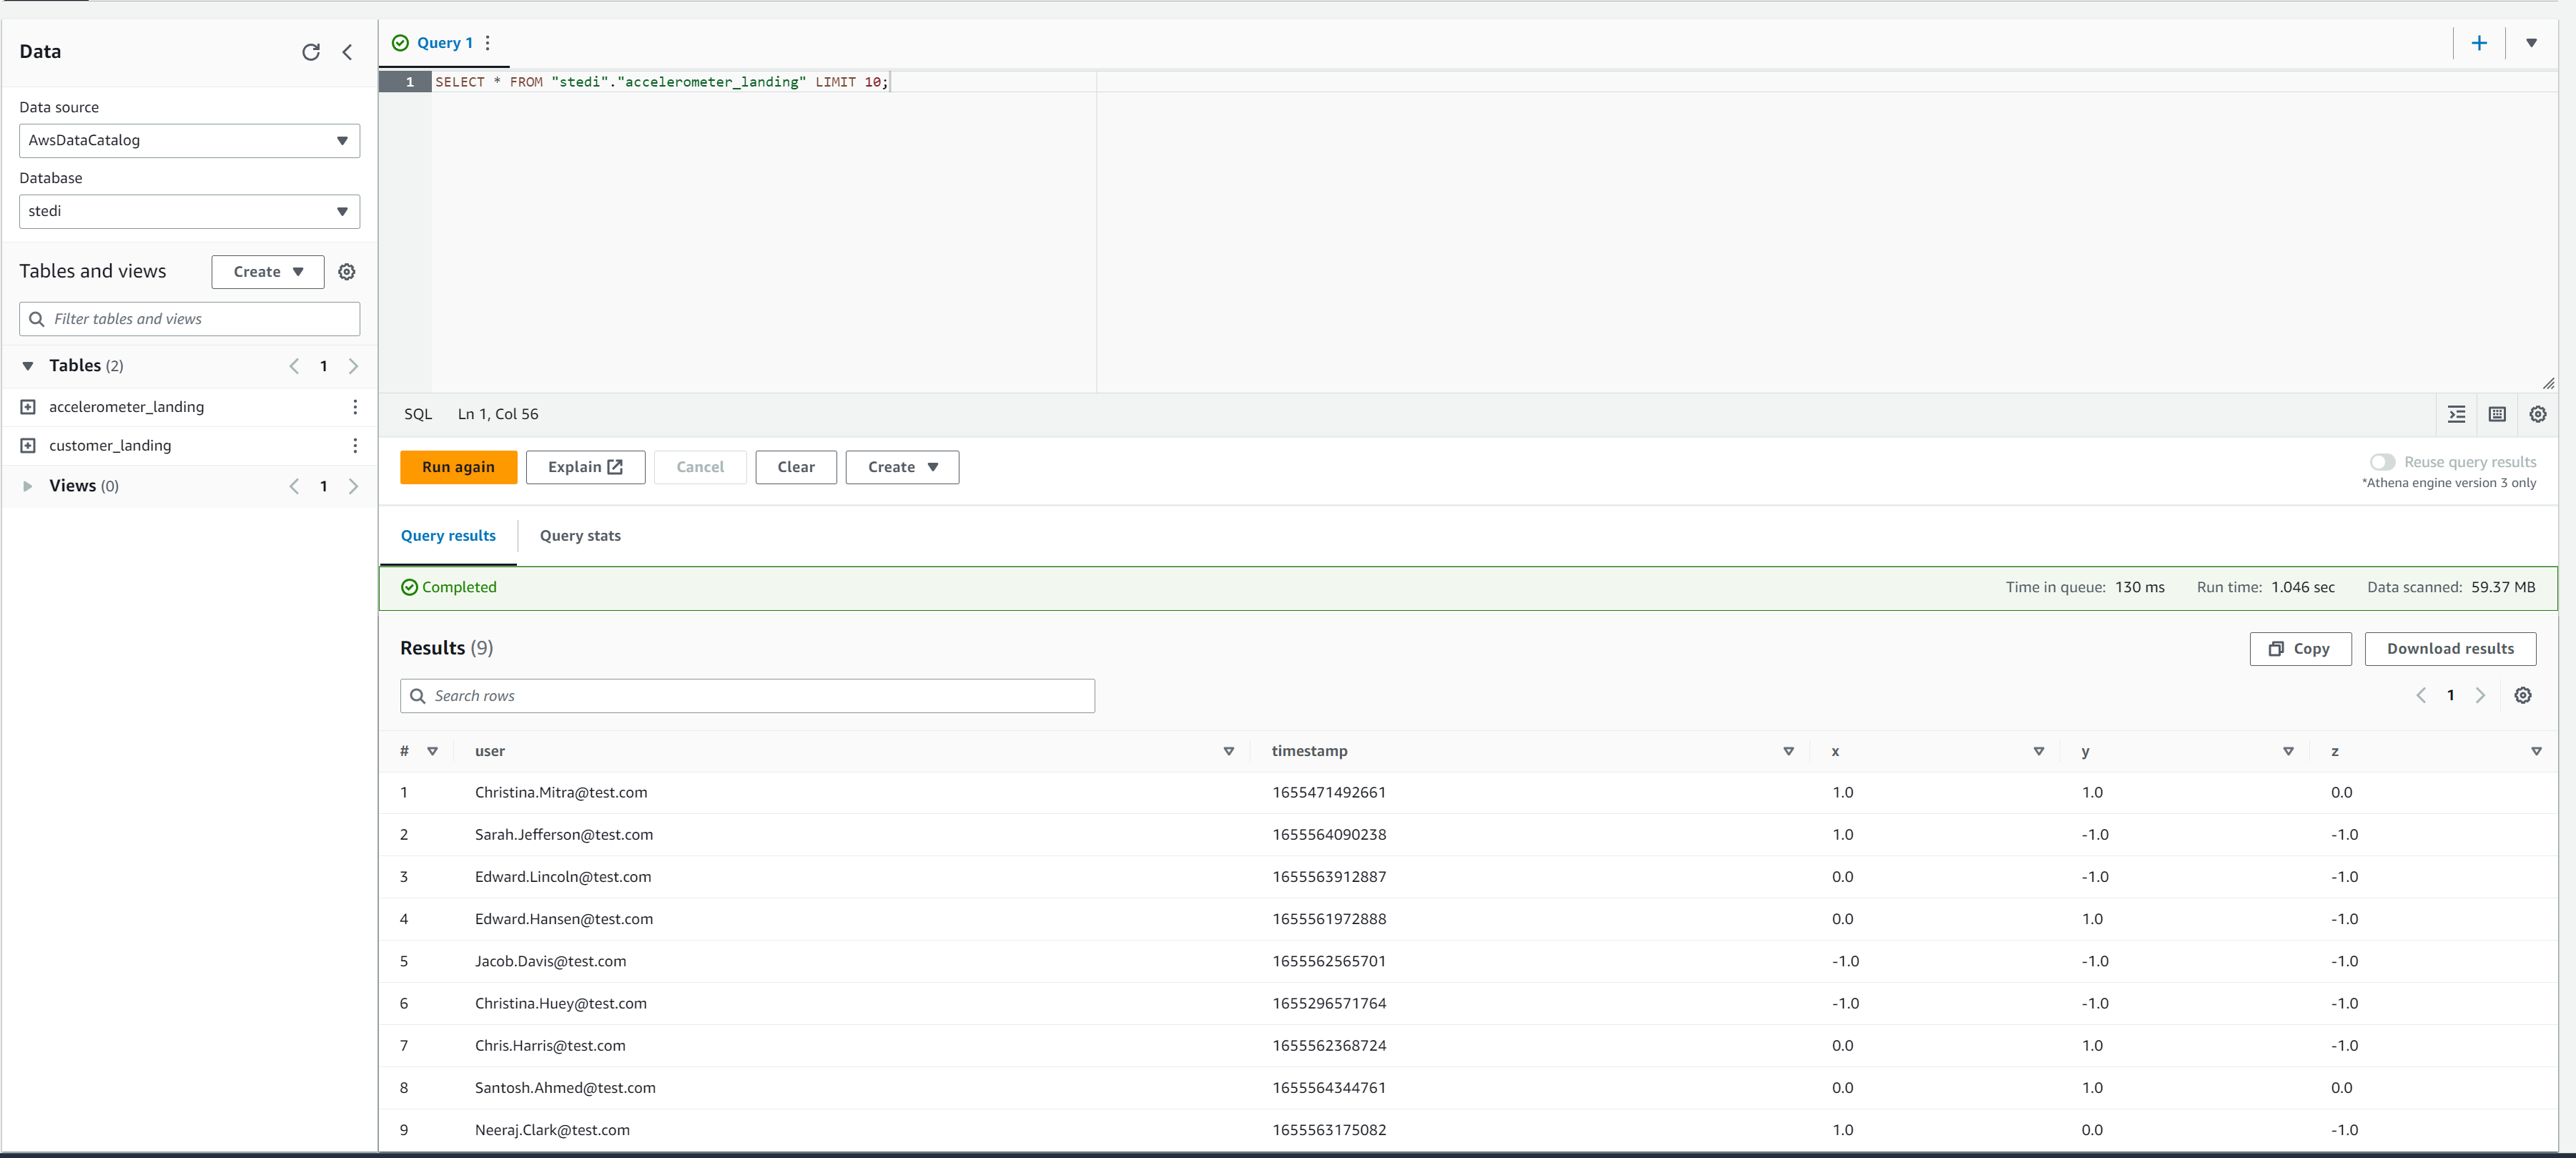 Data
Data source
AwsDataCatalog
Database
stedi
Tables and views
Create
Filter tables and views
Tables (2)
1
accelerometer_landing
customer_landing
Views (0)
1
Query 1
1 SELECT * FROM "stedi"."accelerometer_landing" LIMIT 10;
SQL Ln 1, Col 56
Run again Explain Cancel Clear Create
Reuse query results
*Athena engine version 3 only
Query results Query stats
Completed Time in queue: 130 ms Run time: 1.046 sec Data scanned: 59.37 MB
Results (9) Copy Download results
Search rows 1
# user timestamp x y z
1 Christina.Mitra@test.com 1655471492661 1.0 1.0 0.0
2 Sarah.Jefferson@test.com 1655564090238 1.0 -1.0 -1.0
3 Edward.Lincoln@test.com 1655563912887 0.0 -1.0 -1.0
4 Edward.Hansen@test.com 1655561972888 0.0 1.0 -1.0
5 Jacob.Davis@test.com 1655562565701 -1.0 -1.0 -1.0
6 Christina.Huey@test.com 1655296571764 -1.0 -1.0 -1.0
7 Chris.Harris@test.com 1655562368724 0.0 1.0 -1.0
8 Santosh.Ahmed@test.com 1655564344761 0.0 1.0 0.0
9 Neeraj.Clark@test.com 1655563175082 1.0 0.0 -1.0